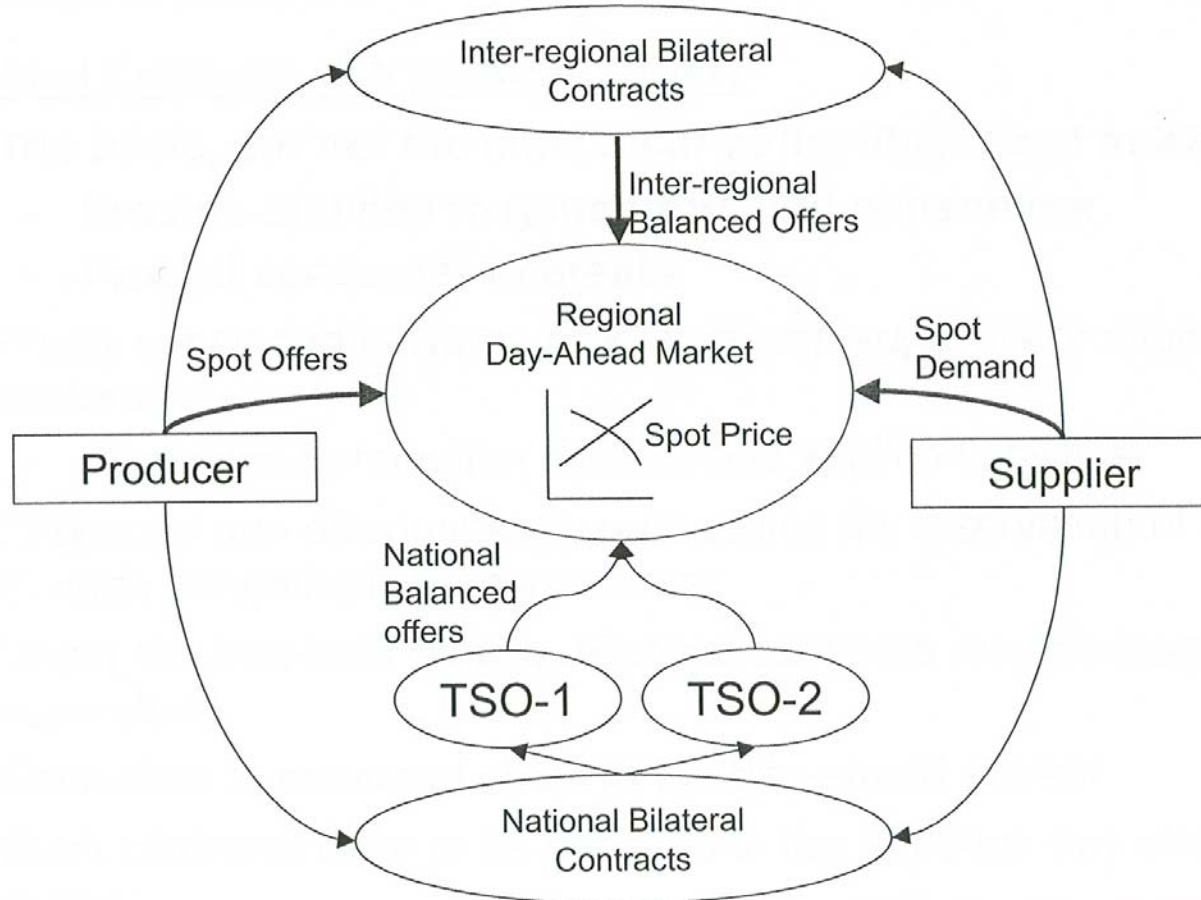 Inter-regional Bilateral
Contracts
Inter-regional
Balanced Offers
Regional
Day-Ahead Market
Spot Offers
Spot
Demand
Spot Price
Producer
Supplier
National
Balanced
offers
TSO-1
TSO-2
National Bilateral
Contracts